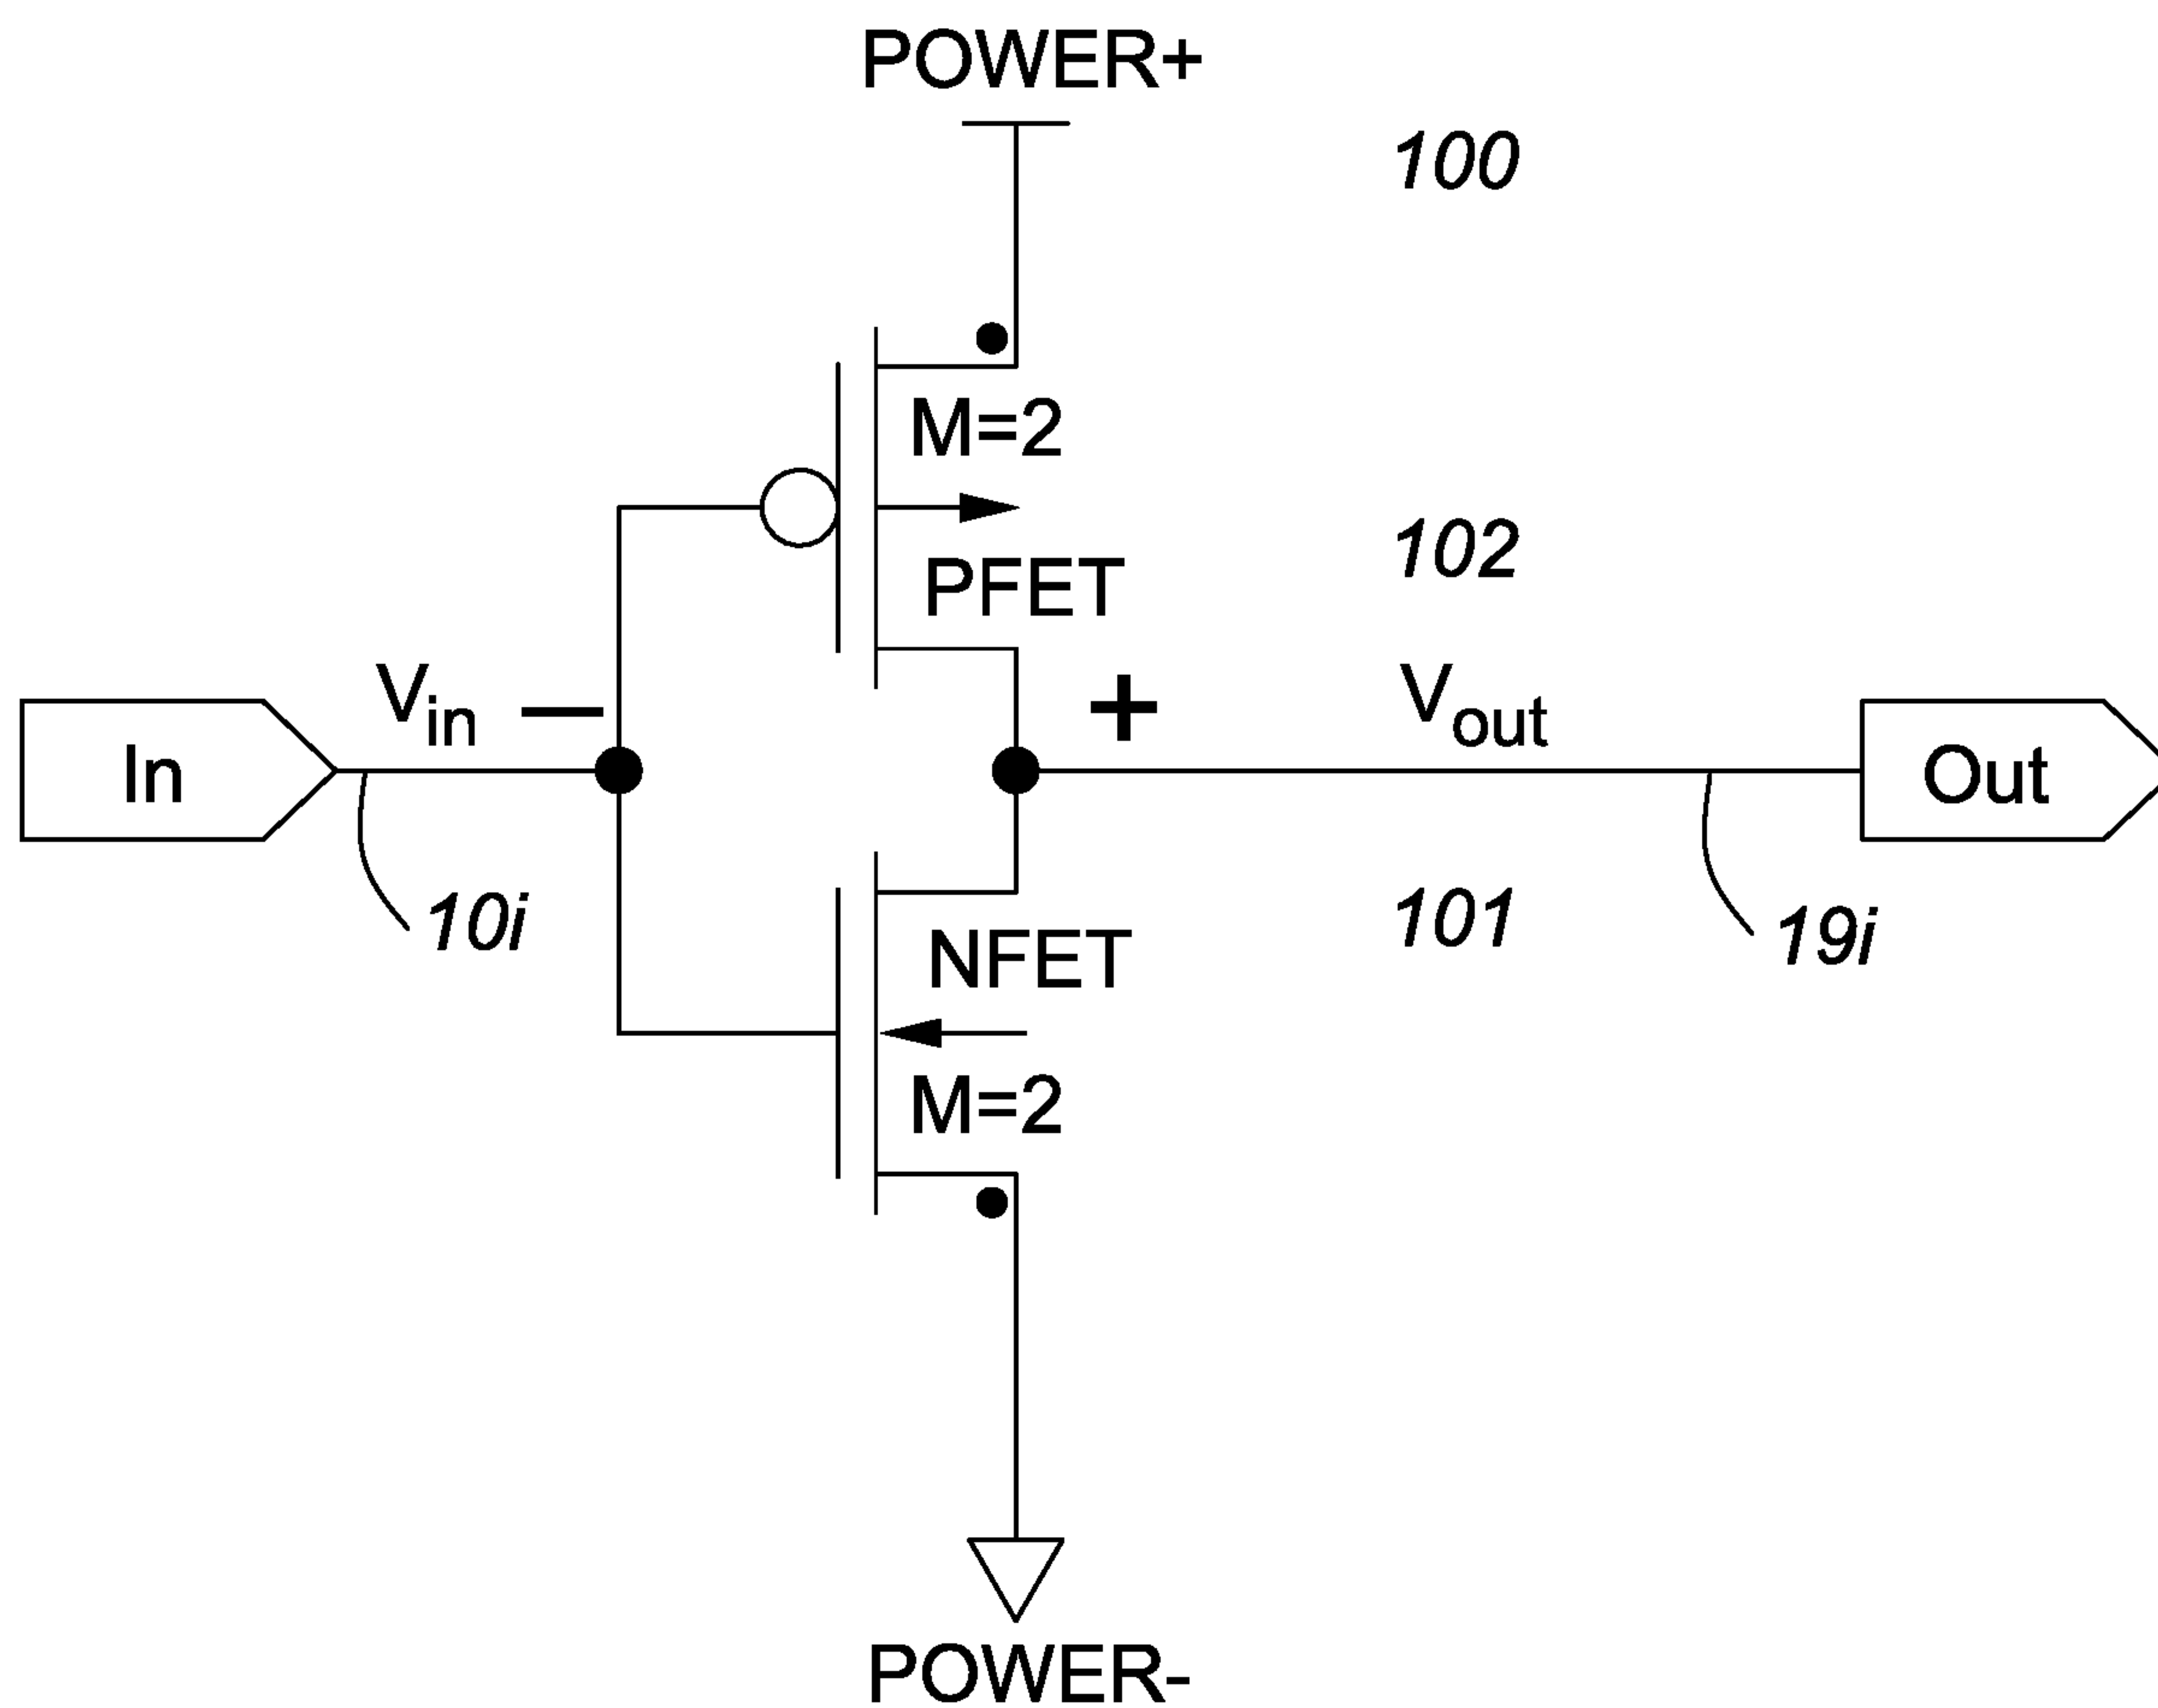 POWER+
100
M=2
102
PFET
Vin
−
+
Vout
In
Out
10i
101
19i
NFET
M=2
POWER-